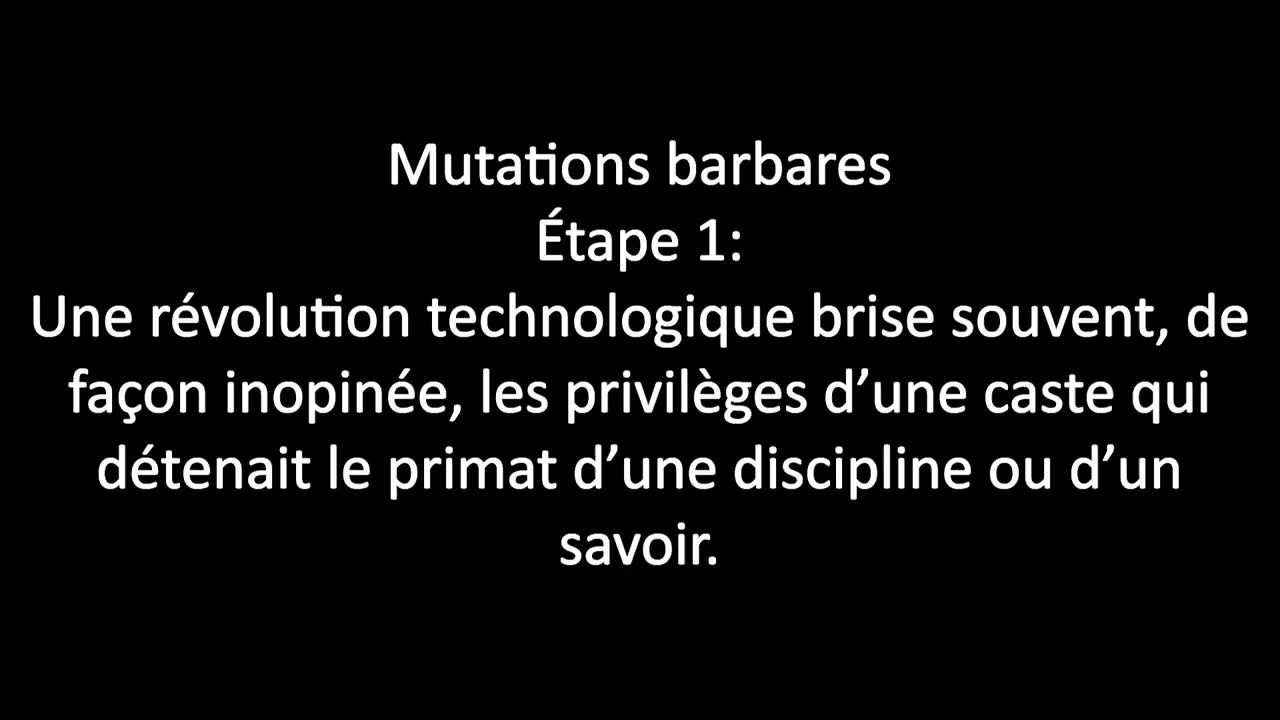 Mutations barbares
Étape 1:
Une révolution technologique brise souvent, de
façon inopinée, les privilèges d’une caste qui
détenait le primat d’une discipline ou d’un
savoir.